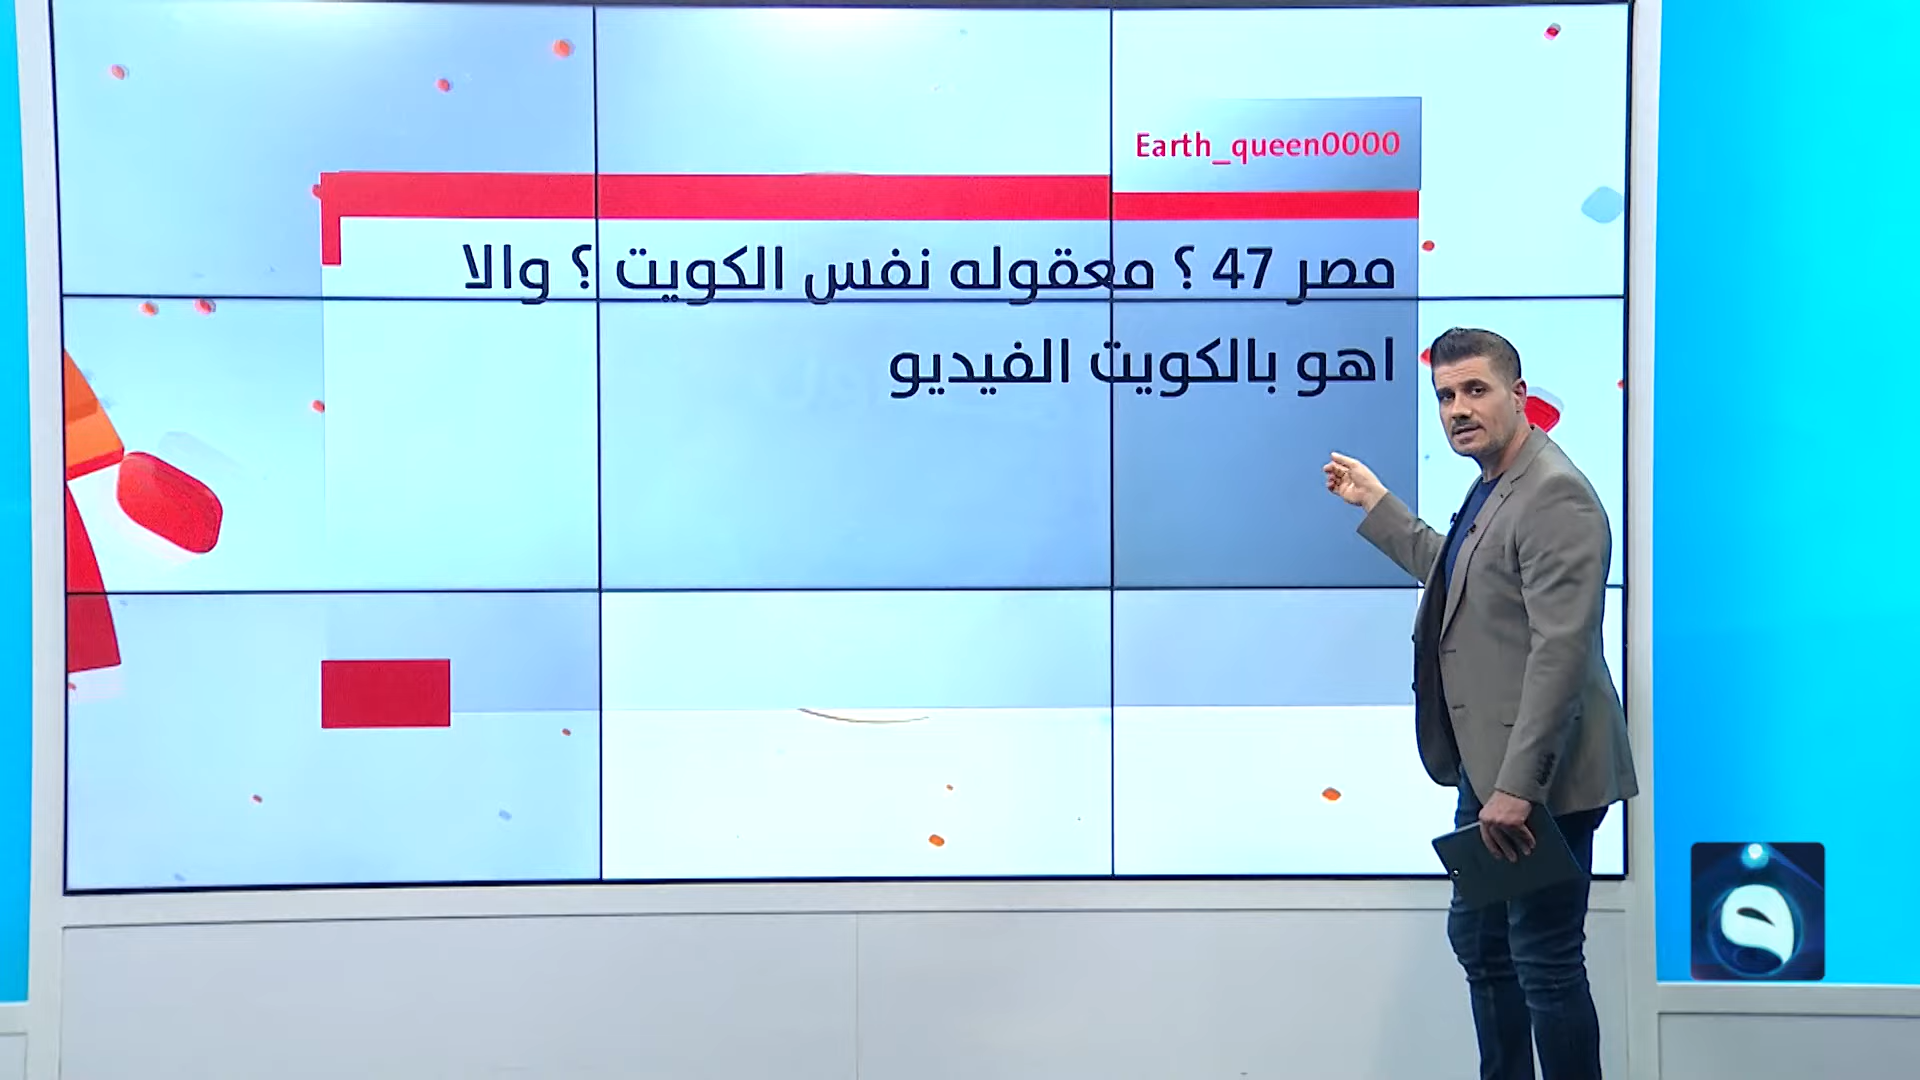 Earth_queen0000
مصر 47 ؟ معقوله نفس الكويت ؟ والا
اهو بالكويت الفيديو